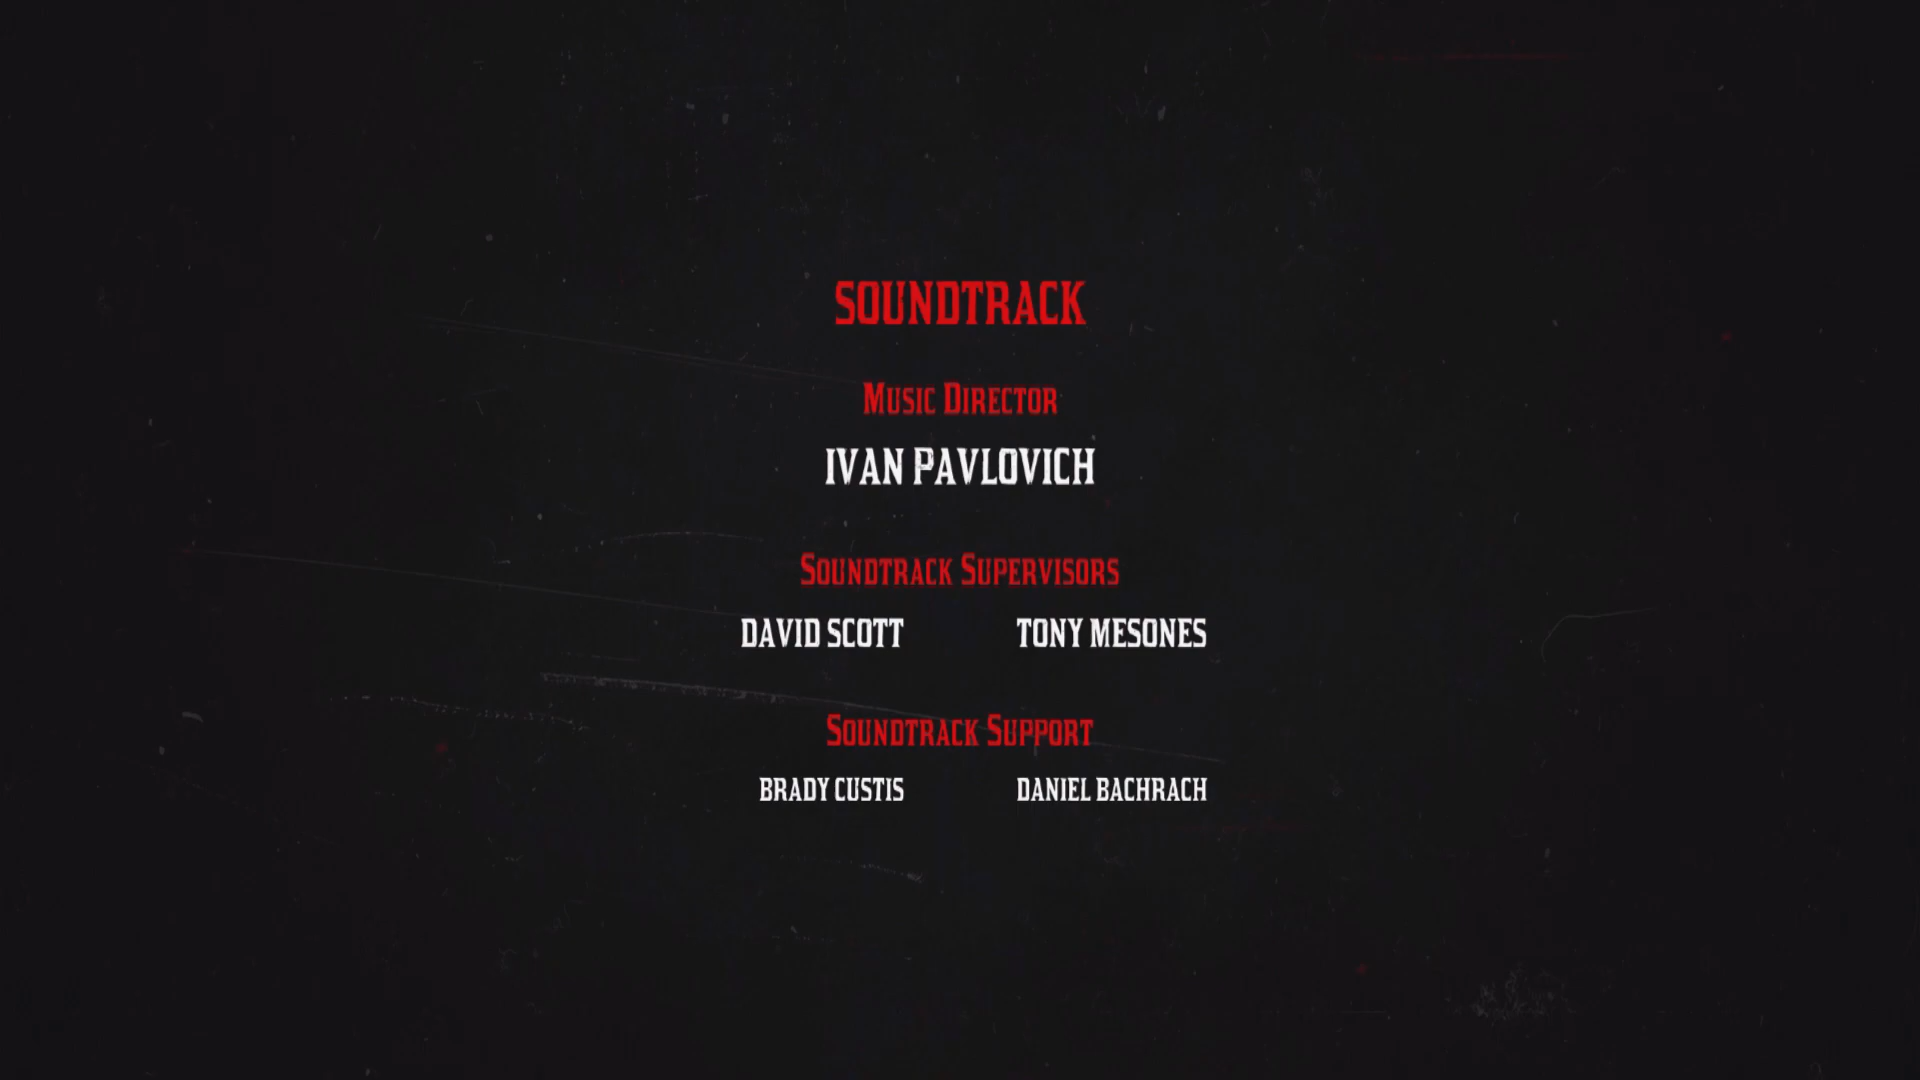 SOUNDTRACK
MUSIC DIRECTOR
IVAN PAVLOVICH
SOUNDTRACK SUPERVISORS
DAVID SCOTT TONY MESONES
SOUNDTRACK SUPPORT
BRADY CUSTIS DANIEL BACHRACH